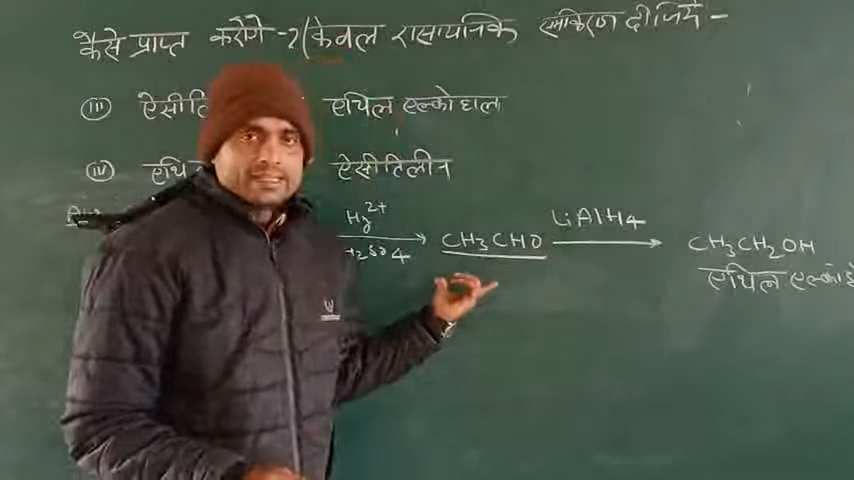 कैसे प्राप्त करोगे -? (केवल रासायनिक समीकरण दीजिये -
(iii) ऐसीटि एथिल एल्कोहाल
(iv) एथि ऐसीटिलीन
Hg2+ LiAlH4
H2SO4 CH3CHO CH3CH2OH
एथिल एल्को